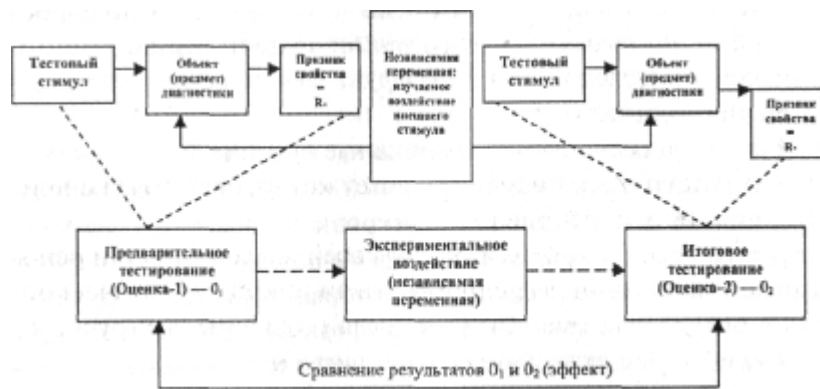 Тестовый
стимул
Объект
(предмет)
диагностики
Признак
свойства
=
R
Независимая
переменная:
изучаемое
воздействие
внешнего
стимула
Тестовый
стимул
Объект
(предмет)
диагностики
Признак
свойства
=
R
Предварительное
тестирование
(Оценка-1) — 0₁
Экспериментальное
воздействие
(независимая
переменная)
Итоговое
тестирование
(Оценка-2) — 0₂
Сравнение результатов 0₁ и 0₂ (эффект)